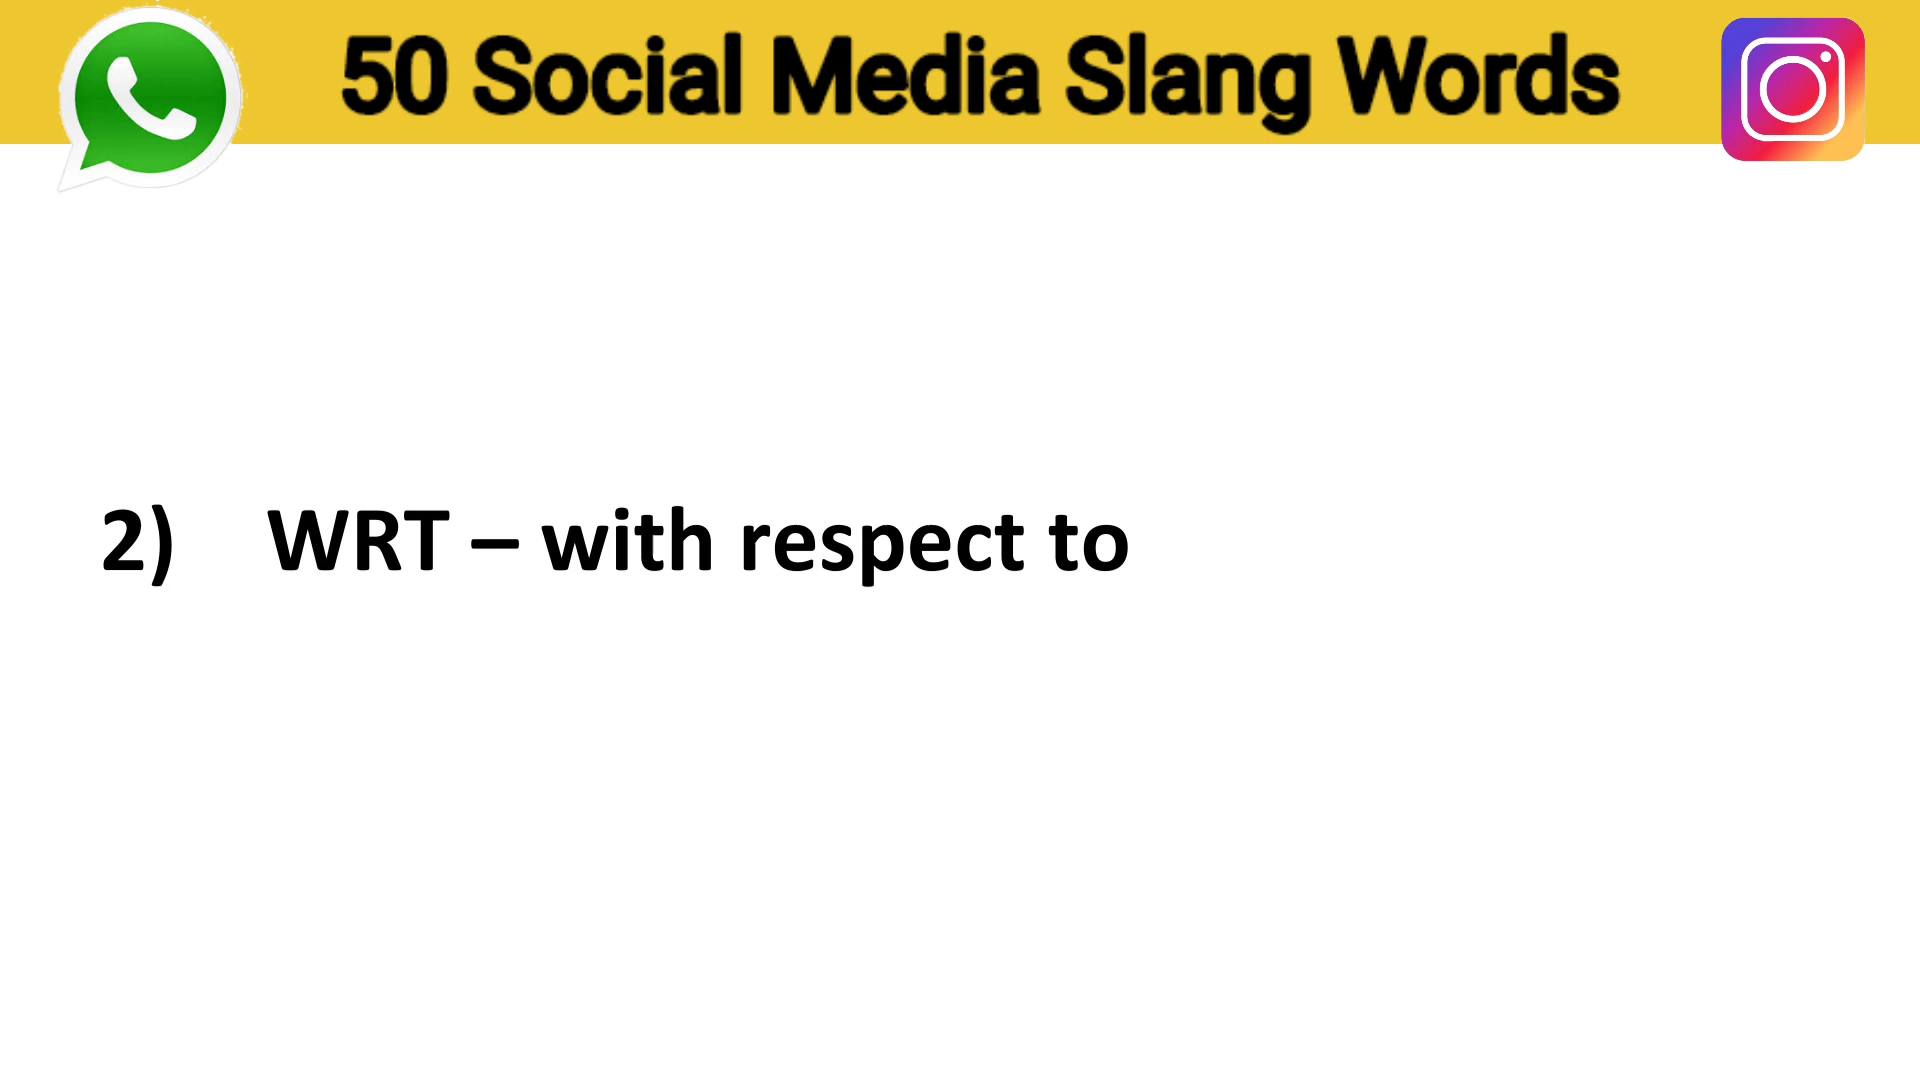 50 Social Media Slang Words
2) WRT – with respect to